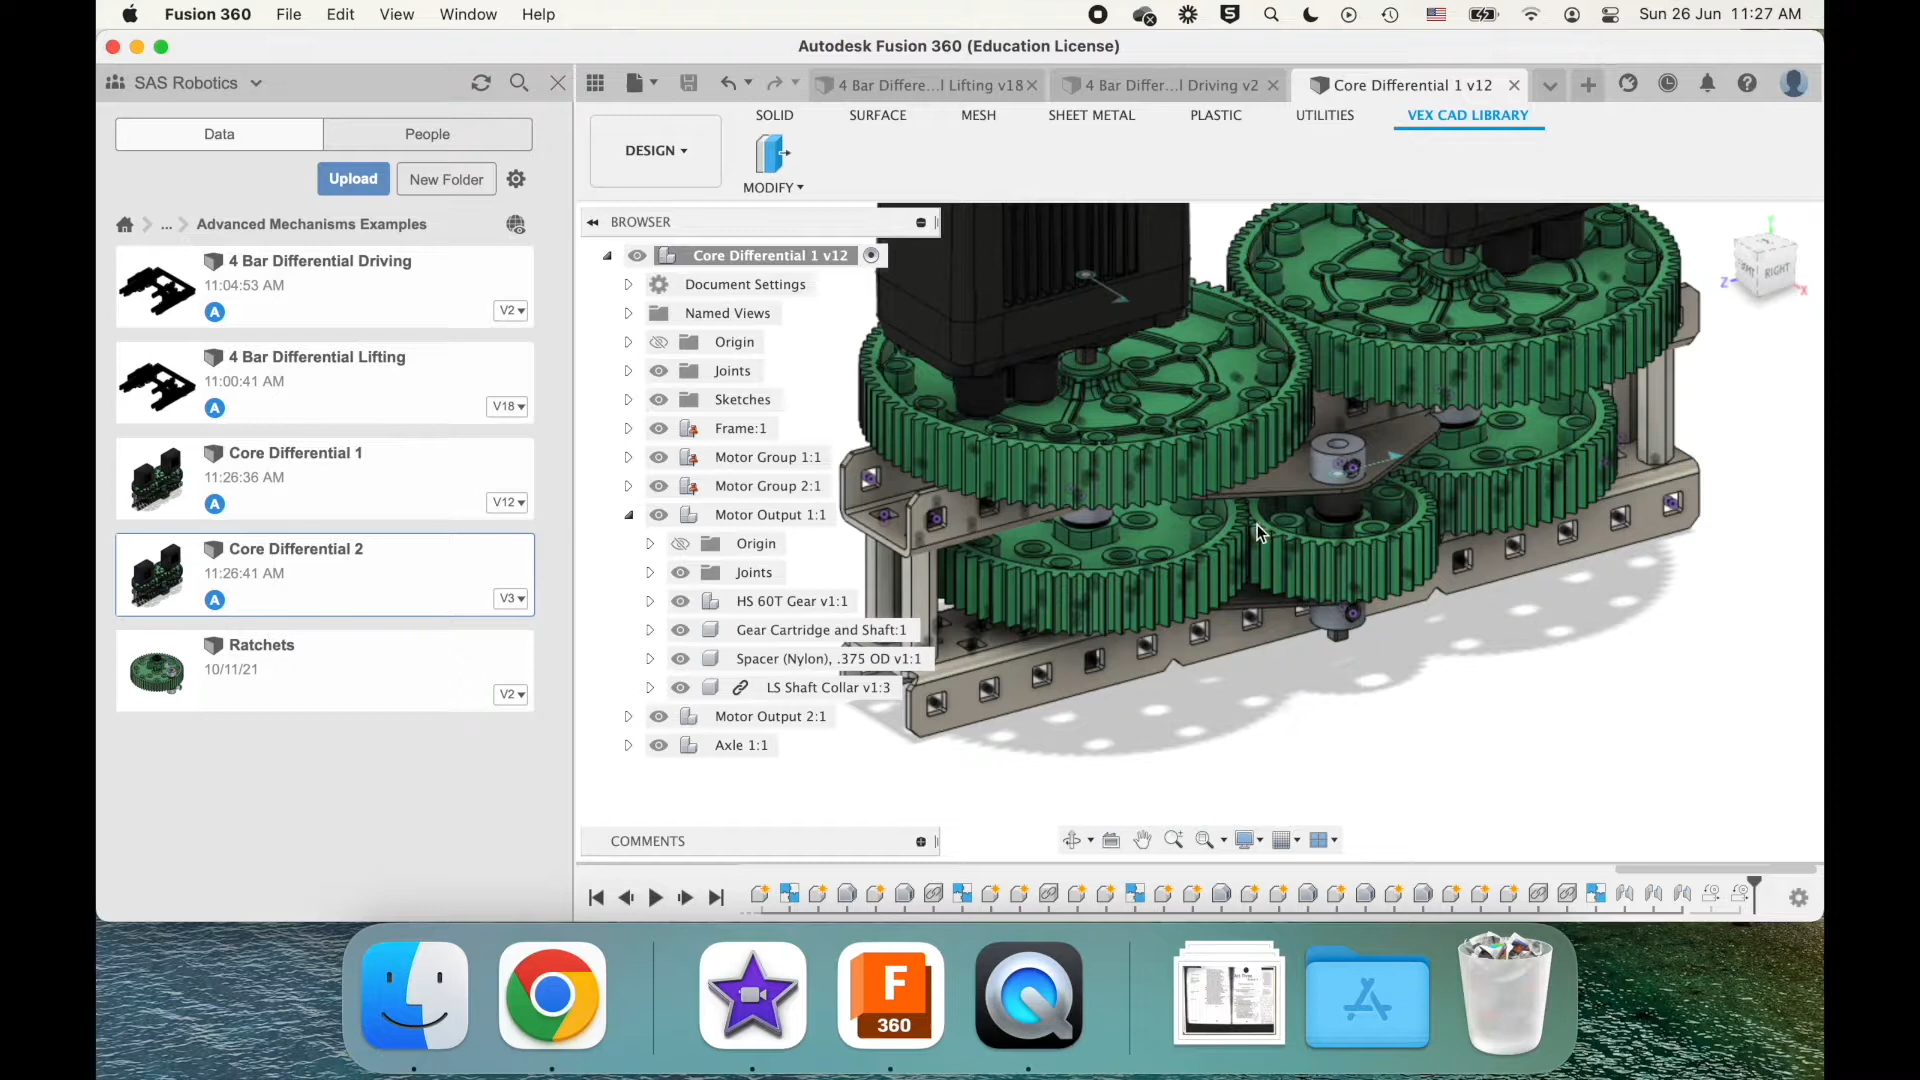 Fusion 360 File Edit View Window Help
Sun 26 Jun 11:27 AM
Autodesk Fusion 360 (Education License)
SAS Robotics
4 Bar Differe...l Lifting v18
4 Bar Differ...l Driving v2
Core Differential 1 v12
Data
People
SOLID SURFACE MESH SHEET METAL PLASTIC UTILITIES VEX CAD LIBRARY
DESIGN
MODIFY
Upload
New Folder
... Advanced Mechanisms Examples
4 Bar Differential Driving
11:04:53 AM
A
V2
4 Bar Differential Lifting
11:00:41 AM
A
V18
Core Differential 1
11:26:36 AM
A
V12
Core Differential 2
11:26:41 AM
A
V3
Ratchets
10/11/21
V2
BROWSER
Core Differential 1 v12
Document Settings
Named Views
Origin
Joints
Sketches
Frame:1
Motor Group 1:1
Motor Group 2:1
Motor Output 1:1
Origin
Joints
HS 60T Gear v1:1
Gear Cartridge and Shaft:1
Spacer (Nylon), .375 OD v1:1
LS Shaft Collar v1:3
Motor Output 2:1
Axle 1:1
RIGHT
Z
X
COMMENTS
F
360